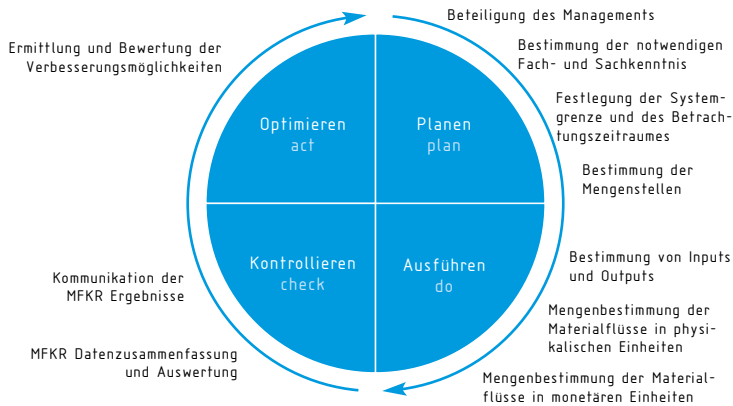 Beteiligung des Managements
Bestimmung der notwendigen
Fach- und Sachkenntnis
Festlegung der System-
grenze und des Betrach-
tungszeitraumes
Bestimmung der
Mengenstellen
Bestimmung von Inputs
und Outputs
Mengenbestimmung der
Materialflüsse in physi-
kalischen Einheiten
Mengenbestimmung der Material-
flüsse in monetären Einheiten
MFKR Datenzusammenfassung
und Auswertung
Kommunikation der
MFKR Ergebnisse
Ermittlung und Bewertung der
Verbesserungsmöglichkeiten
Optimieren
act
Planen
plan
Kontrollieren
check
Ausführen
do